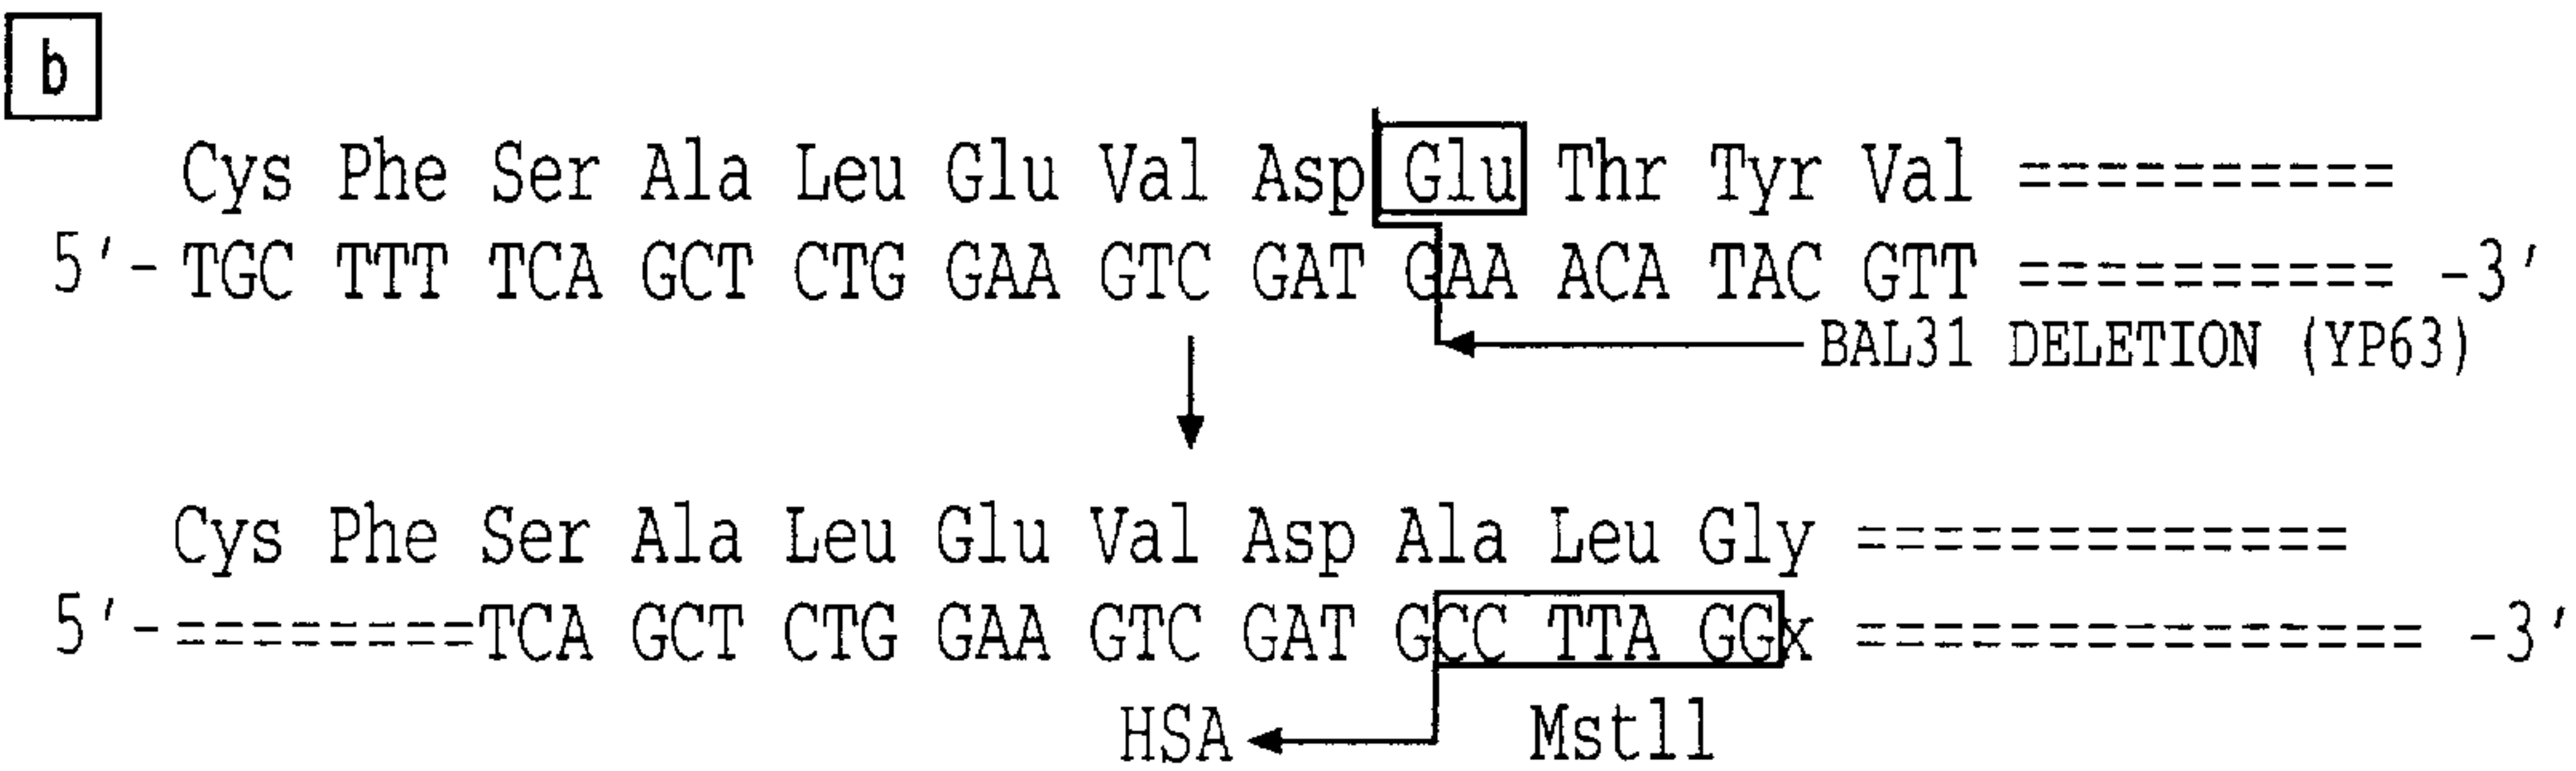 b
Cys Phe Ser Ala Leu Glu Val Asp Glu Thr Tyr Val ==========
5'- TGC TTT TCA GCT CTG GAA GTC GAT GAA ACA TAC GTT ========== -3'
BAL31 DELETION (YP63)
Cys Phe Ser Ala Leu Glu Val Asp Ala Leu Gly =============
5'-========TCA GCT CTG GAA GTC GAT GCC TTA GGx =============== -3'
HSA Mstll